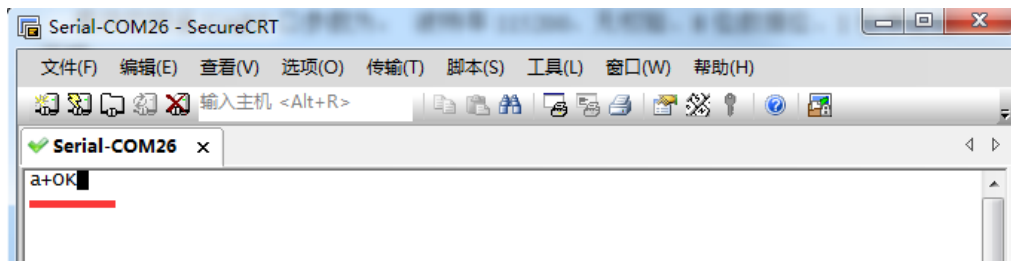 Serial-COM26 - SecureCRT
文件(F) 编辑(E) 查看(V) 选项(O) 传输(T) 脚本(S) 工具(L) 窗口(W) 帮助(H)
输入主机 <Alt+R>
Serial-COM26
a+OK